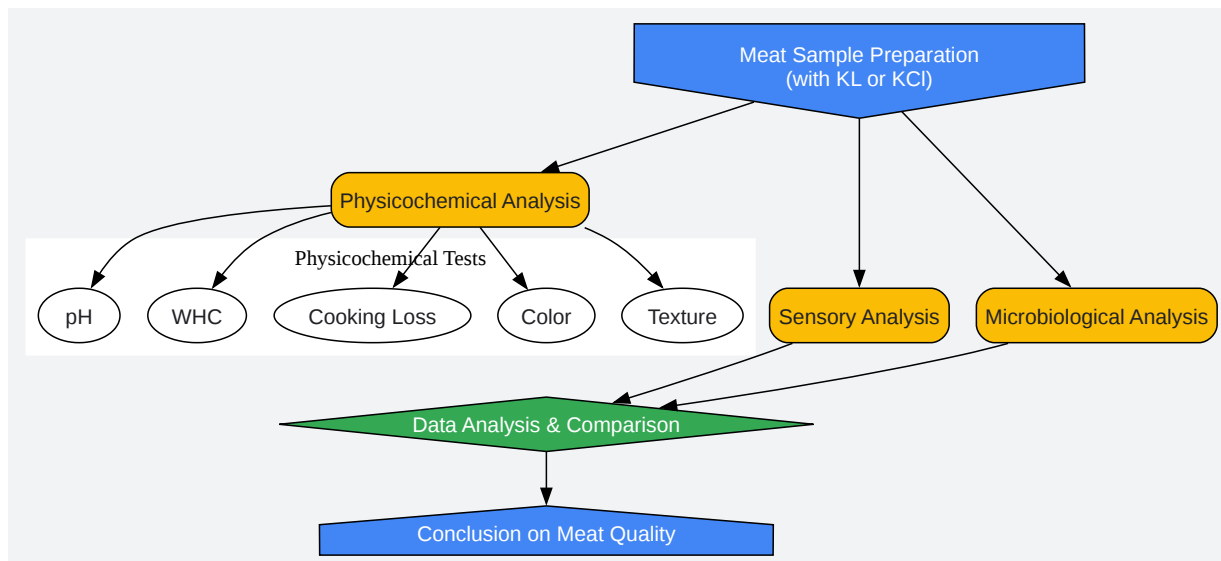 Meat Sample Preparation
(with KL or KCl)
Physicochemical Analysis
Physicochemical Tests
pH
WHC
Cooking Loss
Color
Texture
Sensory Analysis
Microbiological Analysis
Data Analysis & Comparison
Conclusion on Meat Quality